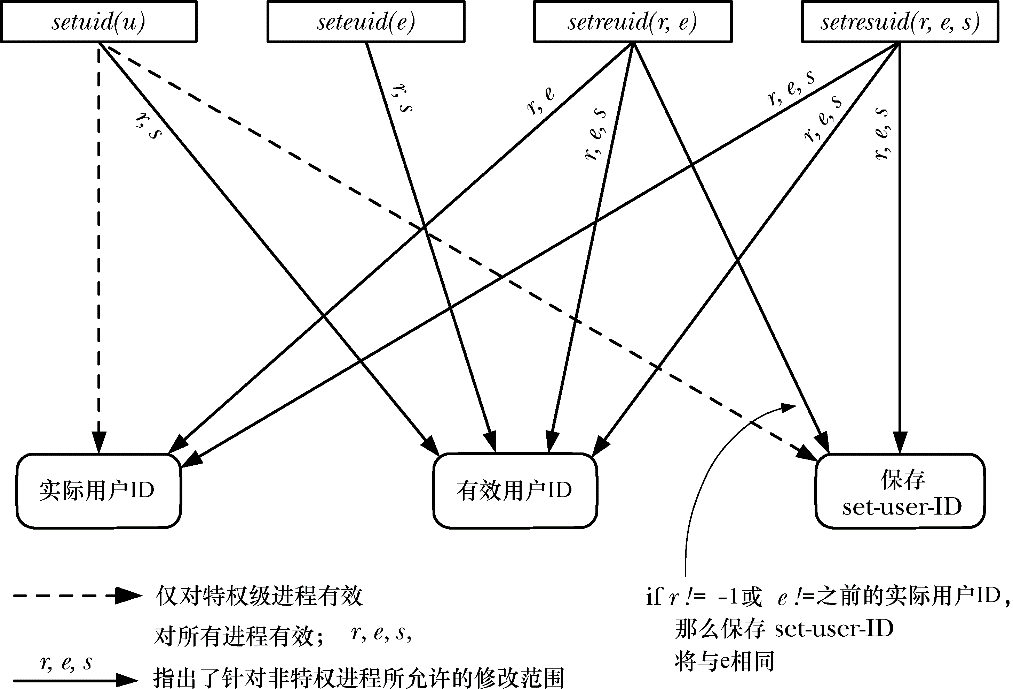 setuid(u)
seteuid(e)
setreuid(r, e)
setresuid(r, e, s)
r, s
r, s
r, e
r, e, s
r, e, s
r, e, s
r, e, s
实际用户ID
有效用户ID
保存
set-user-ID
仅对特权级进程有效
对所有进程有效； r, e, s,
r, e, s
指出了针对非特权进程所允许的修改范围
if r != -1或 e !=之前的实际用户ID，
那么保存 set-user-ID
将与e相同